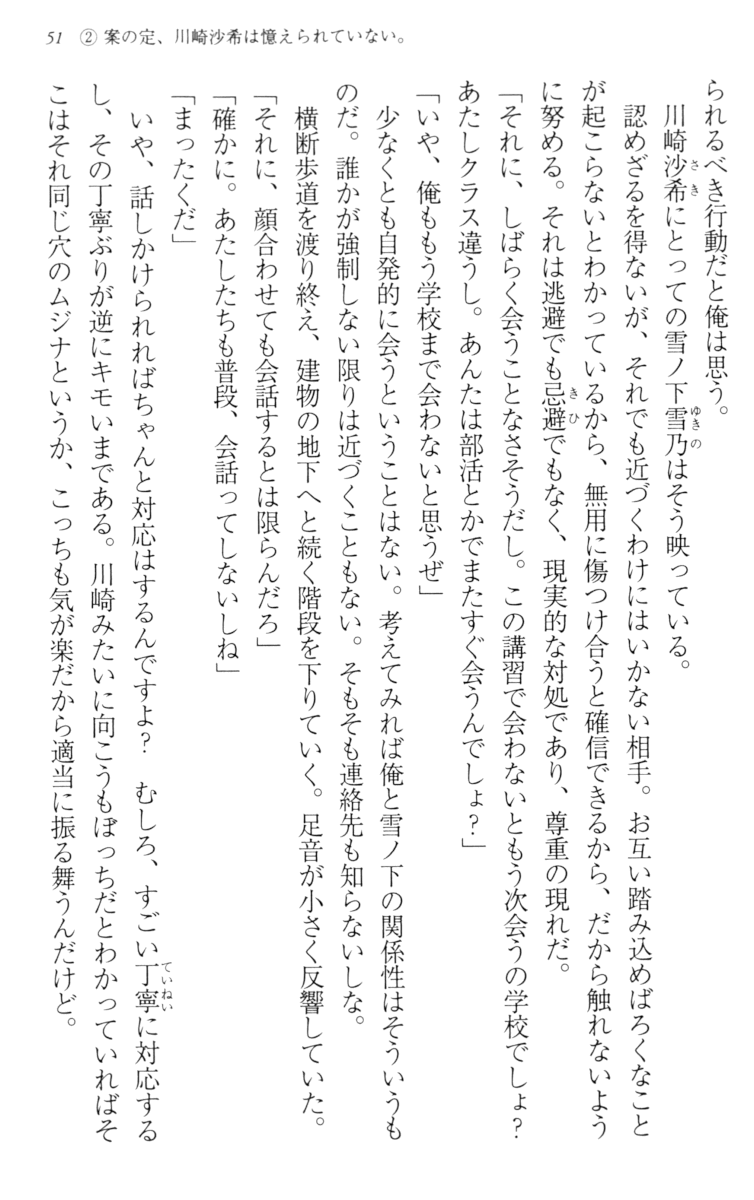 51　② 案の定、川崎沙希は憶えられていない。
られるべき行動だと俺は思う。
　川崎沙希にとっての雪ノ下雪乃はそう映っている。
　認めざるを得ないが、それでも近づくわけにはいかない相手。お互い踏み込めばろくなこと
が起こらないとわかっているから、無用に傷つけ合うと確信できるから、だから触れないよう
に努める。それは逃避でも忌避でもなく、現実的な対処であり、尊重の現れだ。
「それに、しばらく会うことなさそうだし。この講習で会わないともう次会うの学校でしょ？
あたしクラス違うし。あんたは部活とかでまたすぐ会うんでしょ？」
「いや、俺ももう学校まで会わないと思うぜ」
　少なくとも自発的に会うということはない。考えてみれば俺と雪ノ下の関係性はそういうも
のだ。誰かが強制しない限りは近づくこともない。そもそも連絡先も知らないしな。
　横断歩道を渡り終え、建物の地下へと続く階段を下りていく。足音が小さく反響していた。
「それに、顔合わせても会話するとは限らんだろ」
「確かに。あたしたちも普段、会話ってしないしね」
「まったくだ」
　いや、話しかけられればちゃんと対応はするんですよ？　むしろ、すごい丁寧に対応する
し、その丁寧ぶりが逆にキモいまである。川崎みたいに向こうもぼっちだとわかっていればそ
こはそれ同じ穴のムジナというか、こっちも気が楽だから適当に振る舞うんだけど。